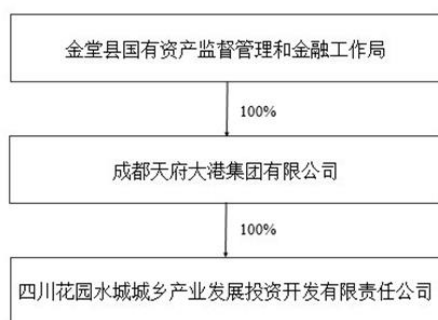 金堂县国有资产监督管理和金融工作局
100%
成都天府大港集团有限公司
100%
四川花园水城城乡产业发展投资开发有限责任公司